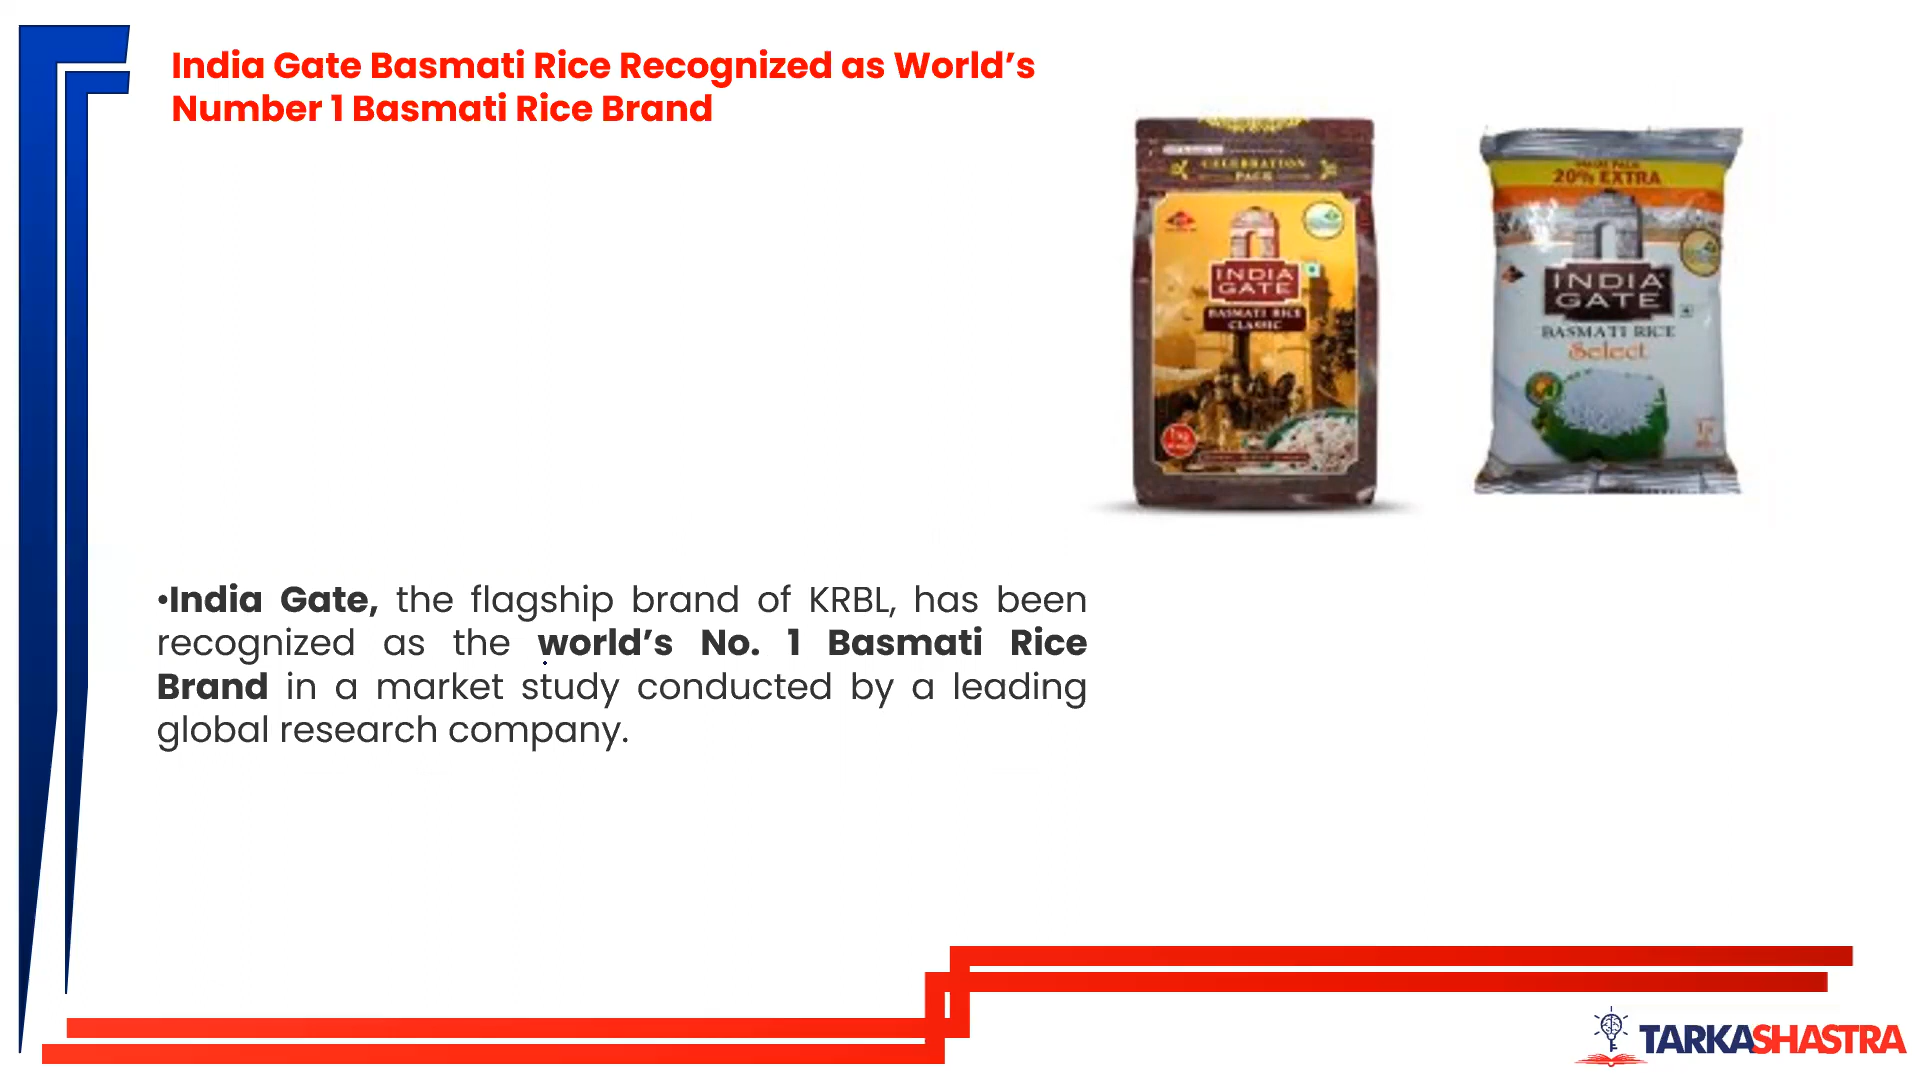 India Gate Basmati Rice Recognized as World’s
Number 1 Basmati Rice Brand
CELEBRATION
PACK
INDIA
GATE
BASMATI RICE
CLASSIC
VALUE PACK
20% EXTRA
INDIA
GATE
BASMATI RICE
Select
•India Gate, the flagship brand of KRBL, has been
recognized as the world’s No. 1 Basmati Rice
Brand in a market study conducted by a leading
global research company.
TARKASHASTRA